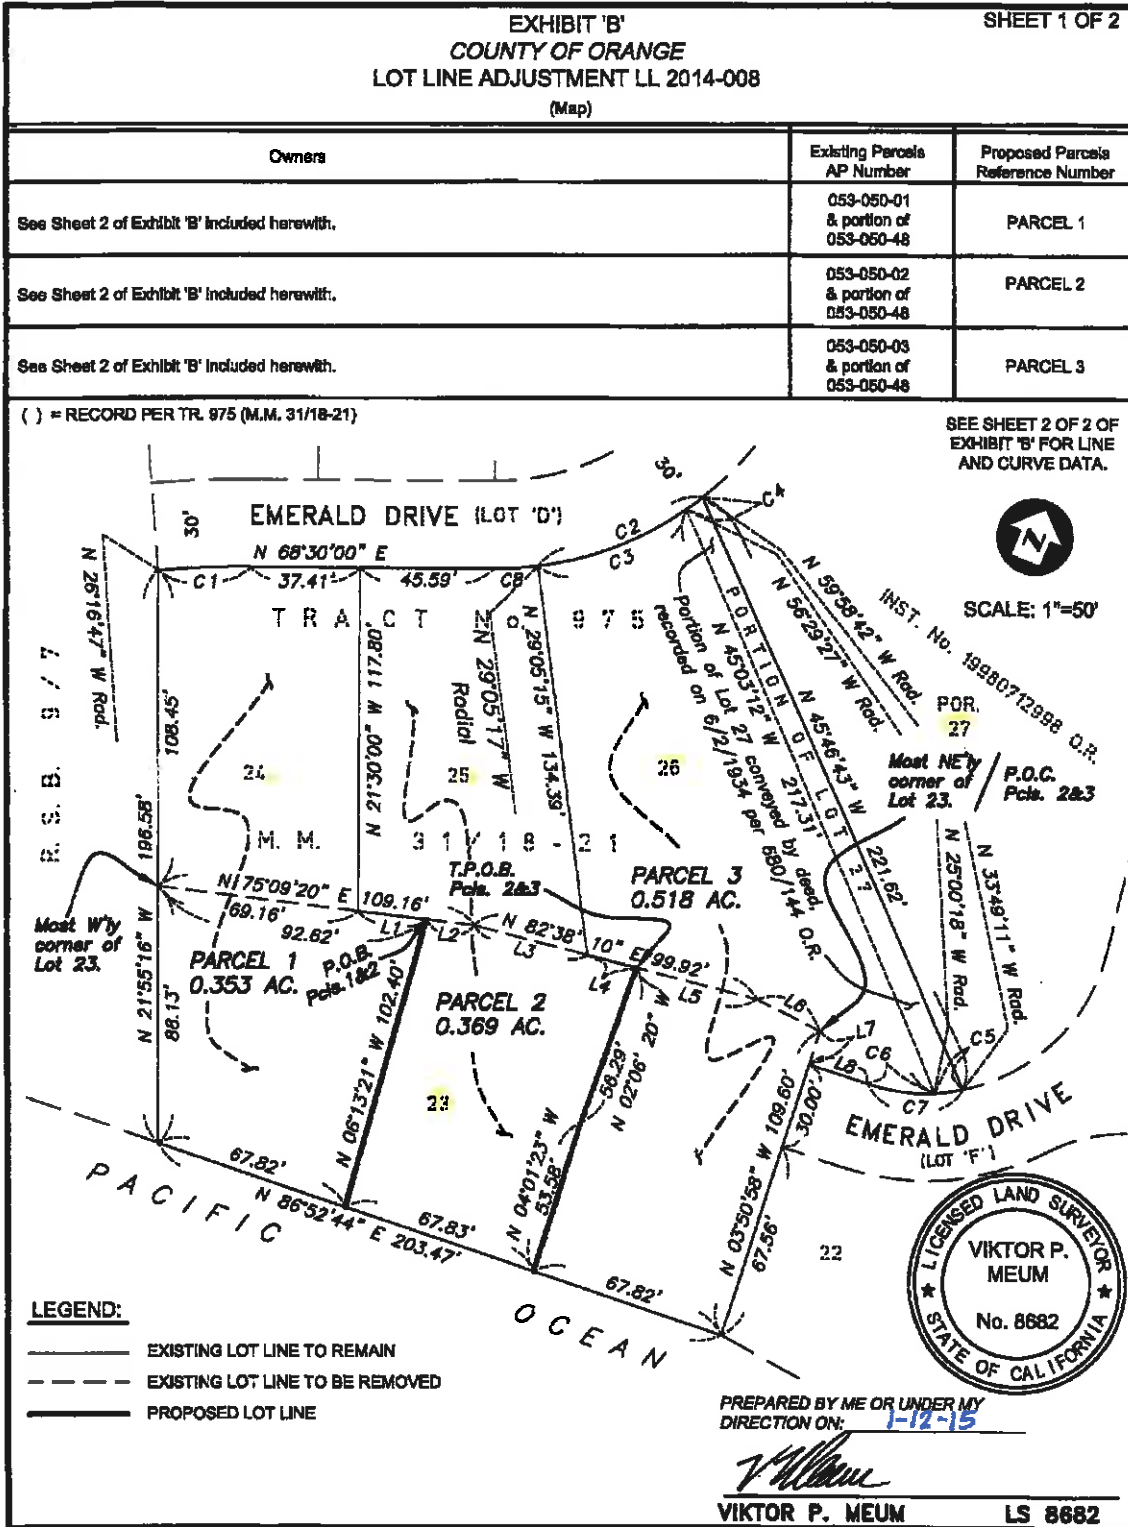 EXHIBIT 'B'
SHEET 1 OF 2
COUNTY OF ORANGE
LOT LINE ADJUSTMENT LL 2014-008
(Map)
Owners
Existing Parcels
AP Number
Proposed Parcels
Reference Number
See Sheet 2 of Exhibit 'B' included herewith.
053-050-01
& portion of
053-050-48
PARCEL 1
See Sheet 2 of Exhibit 'B' included herewith.
053-050-02
& portion of
053-050-48
PARCEL 2
See Sheet 2 of Exhibit 'B' included herewith.
053-050-03
& portion of
053-050-48
PARCEL 3
( ) = RECORD PER TR. 975 (M.M. 31/18-21)
SEE SHEET 2 OF 2 OF
EXHIBIT 'B' FOR LINE
AND CURVE DATA.
N
SCALE: 1"=50'
30'
30'
EMERALD DRIVE (LOT 'D')
N 68°30'00" E
C1
37.41'
45.59'
C8
C2
C3
C4
TRACT No. 975
M. M. 31/18-21
R. S. B. 9/7
N 26°16'47" W Rad.
108.45'
196.58'
N 21°55'16" W
88.13'
N 21°30'00" W 117.80'
N 29°05'17" W
Radial
N 29°05'15" W 134.39'
24
25
26
Portion of Lot 27 conveyed by deed,
recorded on 6/2/1934 per 680/144 O.R.
N 45°03'12" W 217.31'
PORTION OF LOT 27
N 45°46'43" W 221.62'
N 56°29'27" W Rad.
N 59°58'42" W Rad.
INST. No. 19980712998 O.R.
POR.
27
Most NE'ly
corner of
Lot 23.
P.O.C.
Pcls. 2&3
N 25°00'18" W Rad.
N 33°49'11" W Rad.
Most W'ly
corner of
Lot 23.
N 75°09'20" E 109.16'
69.16'
92.62'
L1
L2
T.P.O.B.
Pcls. 2&3
N 82°38'10" E 99.92'
L3
L4
L5
L6
L7
L8
C6
C5
C7
PARCEL 1
0.353 AC.
P.O.B.
Pcls. 1&2
PARCEL 2
0.369 AC.
PARCEL 3
0.518 AC.
23
N 06°13'21" W 102.40'
56.29'
N 02°06'20" W
N 04°01'23" W
53.58'
109.60'
30.00'
N 03°50'58" W
67.56'
EMERALD DRIVE
(LOT 'F')
22
67.82'
N 86°52'44" E 203.47'
67.83'
67.82'
PACIFIC
OCEAN
LICENSED LAND SURVEYOR
VIKTOR P.
MEUM
No. 8682
STATE OF CALIFORNIA
LEGEND:
EXISTING LOT LINE TO REMAIN
EXISTING LOT LINE TO BE REMOVED
PROPOSED LOT LINE
PREPARED BY ME OR UNDER MY
DIRECTION ON: 1-12-15
VIKTOR P. MEUM LS 8682